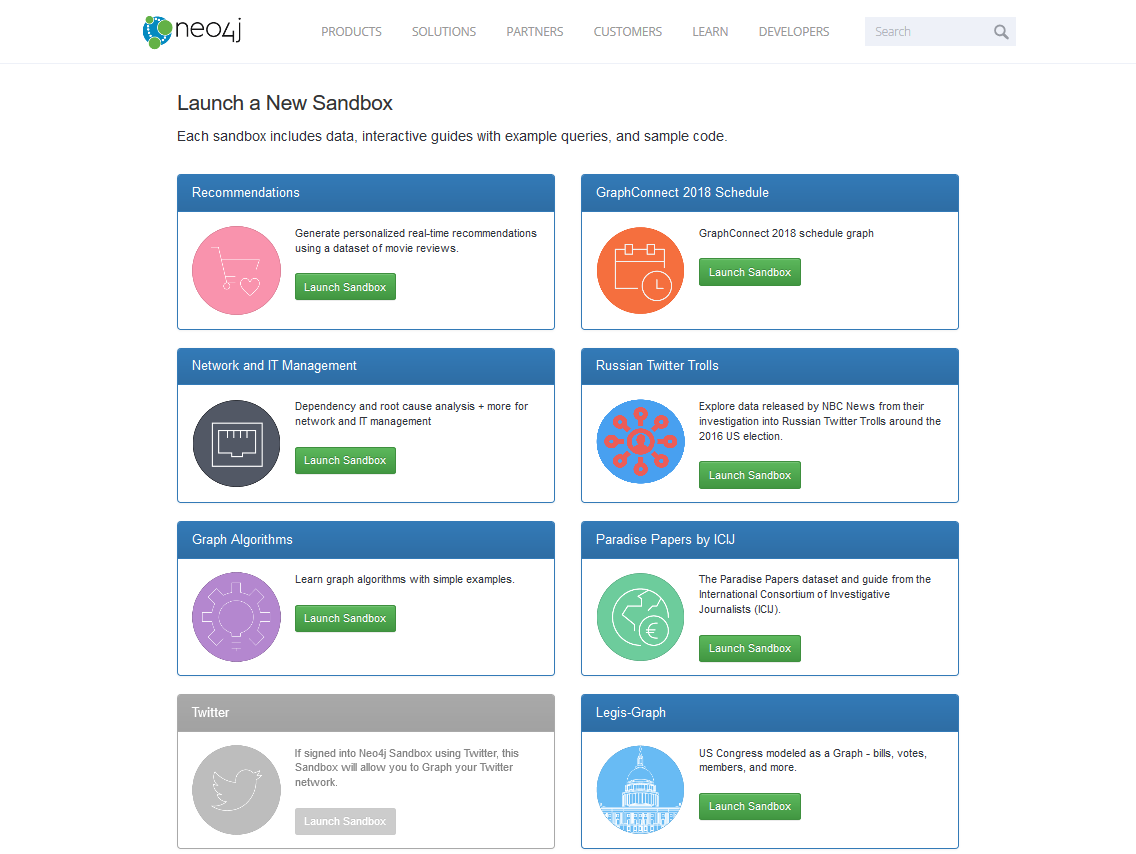 neo4j
PRODUCTS SOLUTIONS PARTNERS CUSTOMERS LEARN DEVELOPERS Search
Launch a New Sandbox
Each sandbox includes data, interactive guides with example queries, and sample code.
Recommendations
Generate personalized real-time recommendations
using a dataset of movie reviews.
Launch Sandbox
GraphConnect 2018 Schedule
GraphConnect 2018 schedule graph
Launch Sandbox
Network and IT Management
Dependency and root cause analysis + more for
network and IT management
Launch Sandbox
Russian Twitter Trolls
Explore data released by NBC News from their
investigation into Russian Twitter Trolls around the
2016 US election.
Launch Sandbox
Graph Algorithms
Learn graph algorithms with simple examples.
Launch Sandbox
Paradise Papers by ICIJ
The Paradise Papers dataset and guide from the
International Consortium of Investigative
Journalists (ICIJ).
Launch Sandbox
Twitter
If signed into Neo4j Sandbox using Twitter, this
Sandbox will allow you to Graph your Twitter
network.
Launch Sandbox
Legis-Graph
US Congress modeled as a Graph - bills, votes,
members, and more.
Launch Sandbox